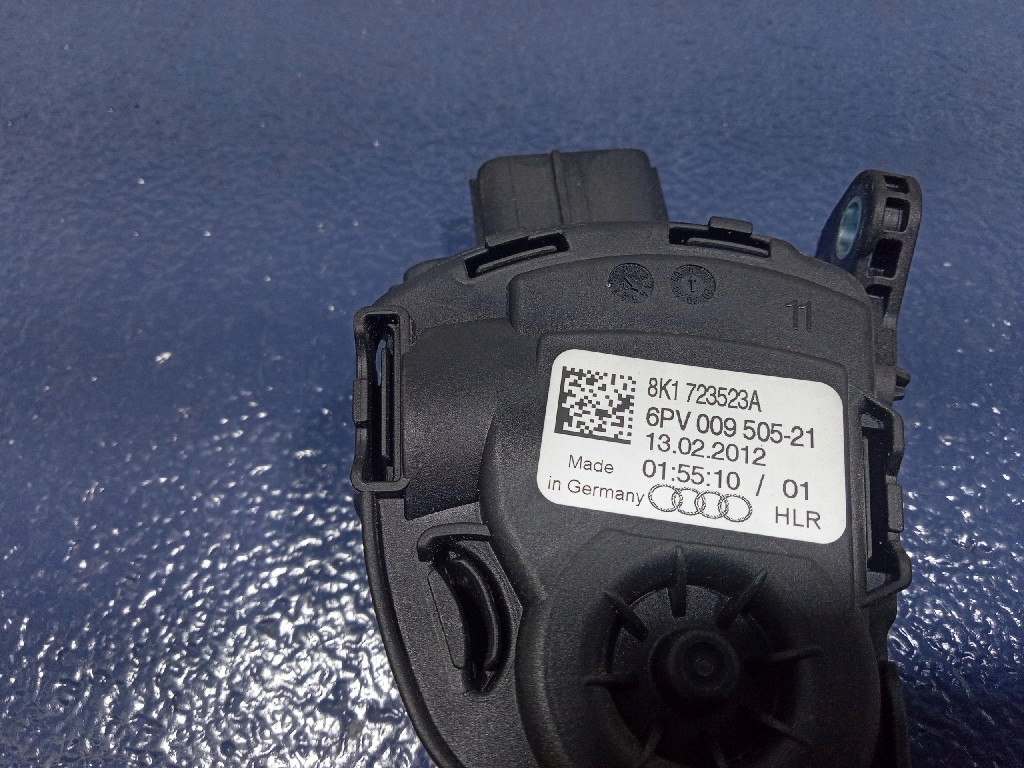 11
8K1 723523A
6PV 009 505-21
13.02.2012
Made 01:55:10 / 01
in Germany HLR